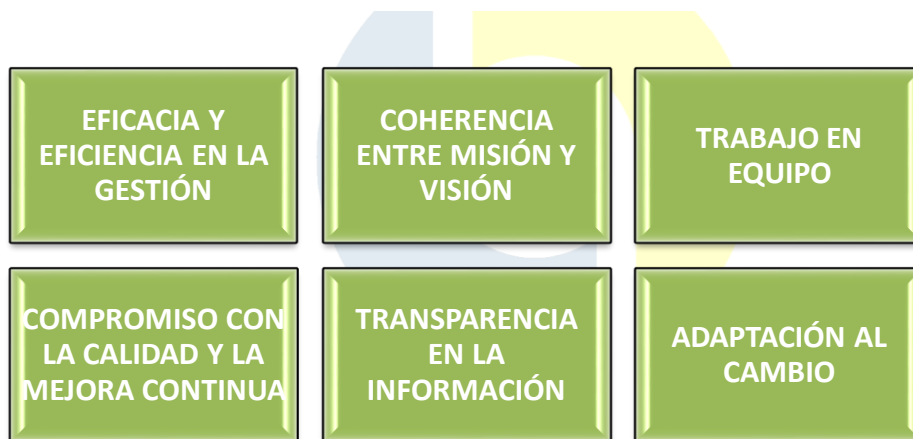 EFICACIA Y
EFICIENCIA EN LA
GESTIÓN
COHERENCIA
ENTRE MISIÓN Y
VISIÓN
TRABAJO EN
EQUIPO
COMPROMISO CON
LA CALIDAD Y LA
MEJORA CONTINUA
TRANSPARENCIA
EN LA
INFORMACIÓN
ADAPTACIÓN AL
CAMBIO